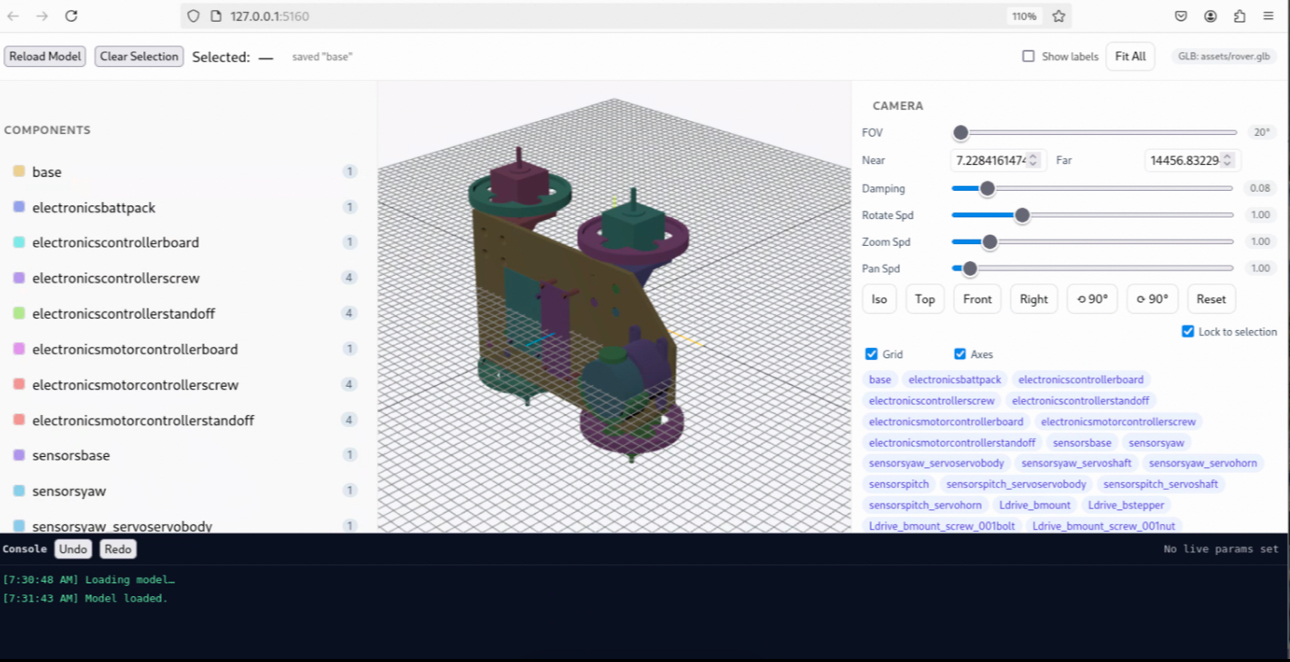 127.0.0.1:5160
110%
Reload Model Clear Selection Selected: — saved "base"
Show labels Fit All GLB: assets/rover.glb
COMPONENTS
base 1
electronicsbattpack 1
electronicscontrollerboard 1
electronicscontrollerscrew 4
electronicscontrollerstandoff 4
electronicsmotorcontrollerboard 1
electronicsmotorcontrollerscrew 4
electronicsmotorcontrollerstandoff 4
sensorsbase 1
sensorsyaw 1
sensorsyaw_servoservobody 1
CAMERA
FOV 20°
Near 7.2284161474 Far 14456.83229
Damping 0.08
Rotate Spd 1.00
Zoom Spd 1.00
Pan Spd 1.00
Iso Top Front Right ⟲ 90° ⟳ 90° Reset
Lock to selection
Grid Axes
base electronicsbattpack electronicscontrollerboard
electronicscontrollerscrew electronicscontrollerstandoff
electronicsmotorcontrollerboard electronicsmotorcontrollerscrew
electronicsmotorcontrollerstandoff sensorsbase sensorsyaw
sensorsyaw_servoservobody sensorsyaw_servoshaft sensorsyaw_servohorn
sensorspitch sensorspitch_servoservobody sensorspitch_servoshaft
sensorspitch_servohorn Ldrive_bmount Ldrive_bstepper
Ldrive_bmount_screw_001bolt Ldrive_bmount_screw_001nut
Console Undo Redo No live params set
[7:30:48 AM] Loading model…
[7:31:43 AM] Model loaded.